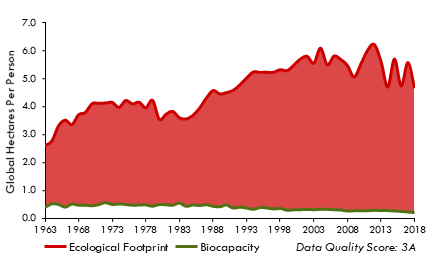 7.0
6.0
5.0
4.0
3.0
2.0
1.0
0.0
Global Hectares Per Person
1963 1968 1973 1978 1983 1988 1993 1998 2003 2008 2013 2018
Ecological Footprint Biocapacity Data Quality Score: 3A